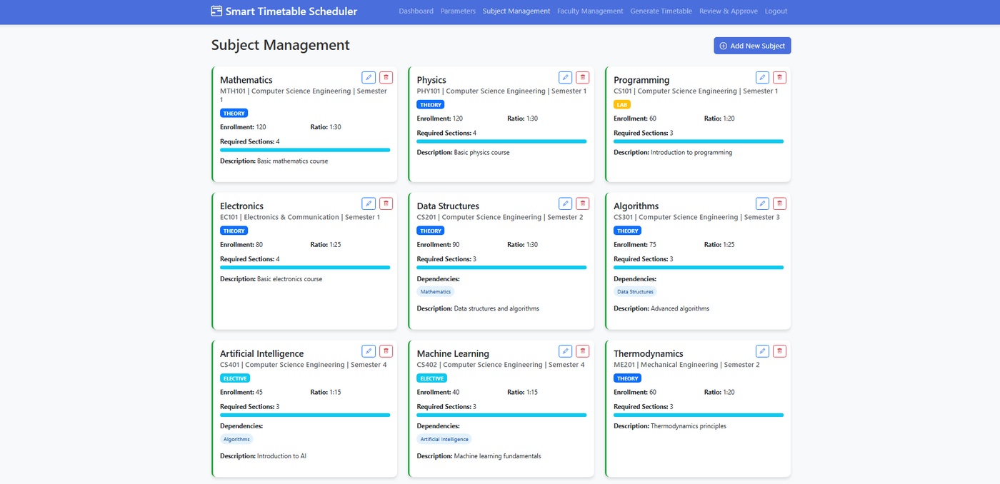 Smart Timetable Scheduler
Dashboard Parameters Subject Management Faculty Management Generate Timetable Review & Approve Logout
Subject Management
Add New Subject
Mathematics
MTH101 | Computer Science Engineering | Semester
1
THEORY
Enrollment: 120 Ratio: 1:30
Required Sections: 4
Description: Basic mathematics course
Physics
PHY101 | Computer Science Engineering | Semester 1
THEORY
Enrollment: 120 Ratio: 1:30
Required Sections: 4
Description: Basic physics course
Programming
CS101 | Computer Science Engineering | Semester 1
LAB
Enrollment: 60 Ratio: 1:20
Required Sections: 3
Description: Introduction to programming
Electronics
EC101 | Electronics & Communication | Semester 1
THEORY
Enrollment: 80 Ratio: 1:25
Required Sections: 4
Description: Basic electronics course
Data Structures
CS201 | Computer Science Engineering | Semester 2
THEORY
Enrollment: 90 Ratio: 1:30
Required Sections: 3
Dependencies:
Mathematics
Description: Data structures and algorithms
Algorithms
CS301 | Computer Science Engineering | Semester 3
THEORY
Enrollment: 75 Ratio: 1:25
Required Sections: 3
Dependencies:
Data Structures
Description: Advanced algorithms
Artificial Intelligence
CS401 | Computer Science Engineering | Semester 4
ELECTIVE
Enrollment: 45 Ratio: 1:15
Required Sections: 3
Dependencies:
Algorithms
Description: Introduction to AI
Machine Learning
CS402 | Computer Science Engineering | Semester 4
ELECTIVE
Enrollment: 40 Ratio: 1:15
Required Sections: 3
Dependencies:
Artificial Intelligence
Description: Machine learning fundamentals
Thermodynamics
ME201 | Mechanical Engineering | Semester 2
THEORY
Enrollment: 60 Ratio: 1:20
Required Sections: 3
Description: Thermodynamics principles